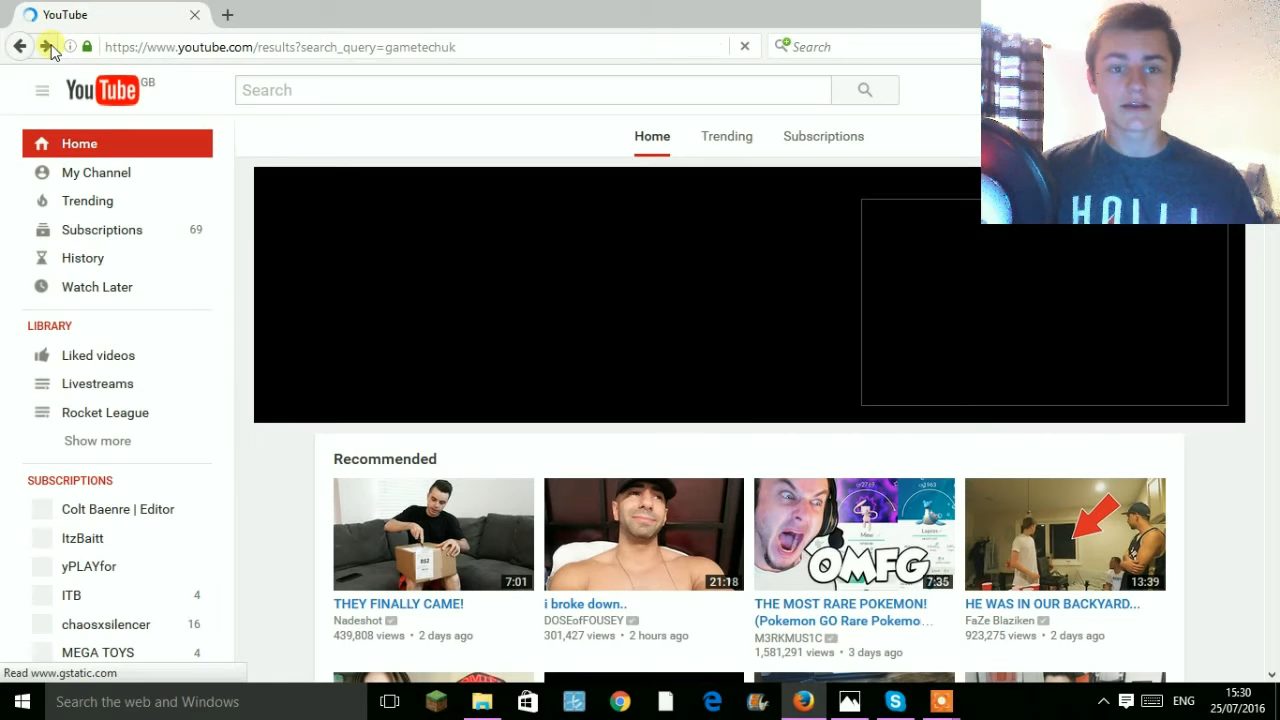 YouTube
https://www.youtube.com/results?search_query=gametechuk
Search
YouTube GB
Search
Home
Trending
Subscriptions
Home
My Channel
Trending
Subscriptions 69
History
Watch Later
LIBRARY
Liked videos
Livestreams
Rocket League
Show more
SUBSCRIPTIONS
Colt Baenre | Editor
ItzBaitt
yPLAYfor
ITB 4
chaosxsilencer 16
MEGA TOYS 4
Recommended
7:01
THEY FINALLY CAME!
Nadeshot
439,808 views • 2 days ago
21:18
i broke down..
DOSEofFOUSEY
301,427 views • 2 hours ago
OMFG
7:35
THE MOST RARE POKEMON!
(Pokemon GO Rare Pokemo...
M3RKMUS1C
1,581,291 views • 3 days ago
13:39
HE WAS IN OUR BACKYARD...
FaZe Blaziken
923,275 views • 2 days ago
Read www.gstatic.com
Search the web and Windows
ENG
15:30
25/07/2016